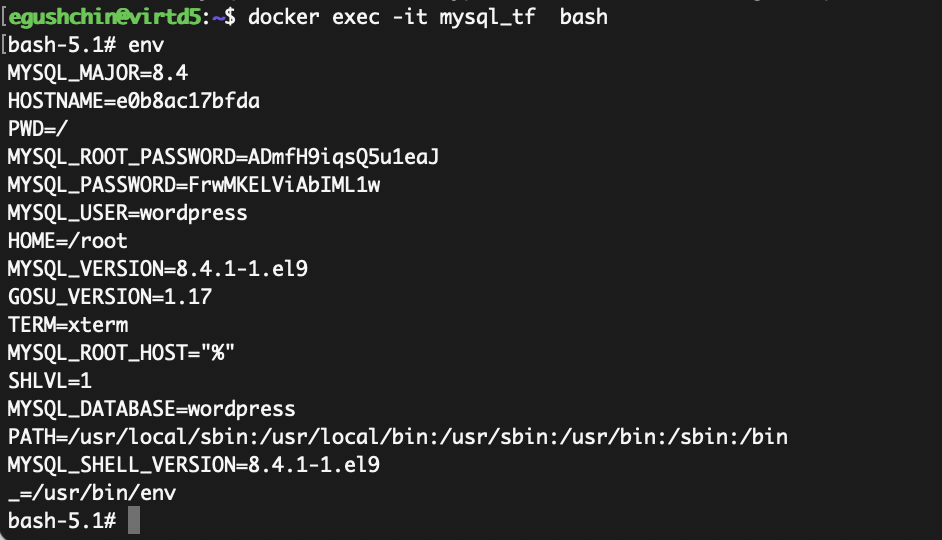 [egushchin@virtd5:~$ docker exec -it mysql_tf  bash
[bash-5.1# env
MYSQL_MAJOR=8.4
HOSTNAME=e0b8ac17bfda
PWD=/
MYSQL_ROOT_PASSWORD=ADmfH9iqsQ5u1eaJ
MYSQL_PASSWORD=FrwMKELViAbIML1w
MYSQL_USER=wordpress
HOME=/root
MYSQL_VERSION=8.4.1-1.el9
GOSU_VERSION=1.17
TERM=xterm
MYSQL_ROOT_HOST="%"
SHLVL=1
MYSQL_DATABASE=wordpress
PATH=/usr/local/sbin:/usr/local/bin:/usr/sbin:/usr/bin:/sbin:/bin
MYSQL_SHELL_VERSION=8.4.1-1.el9
_=/usr/bin/env
bash-5.1#